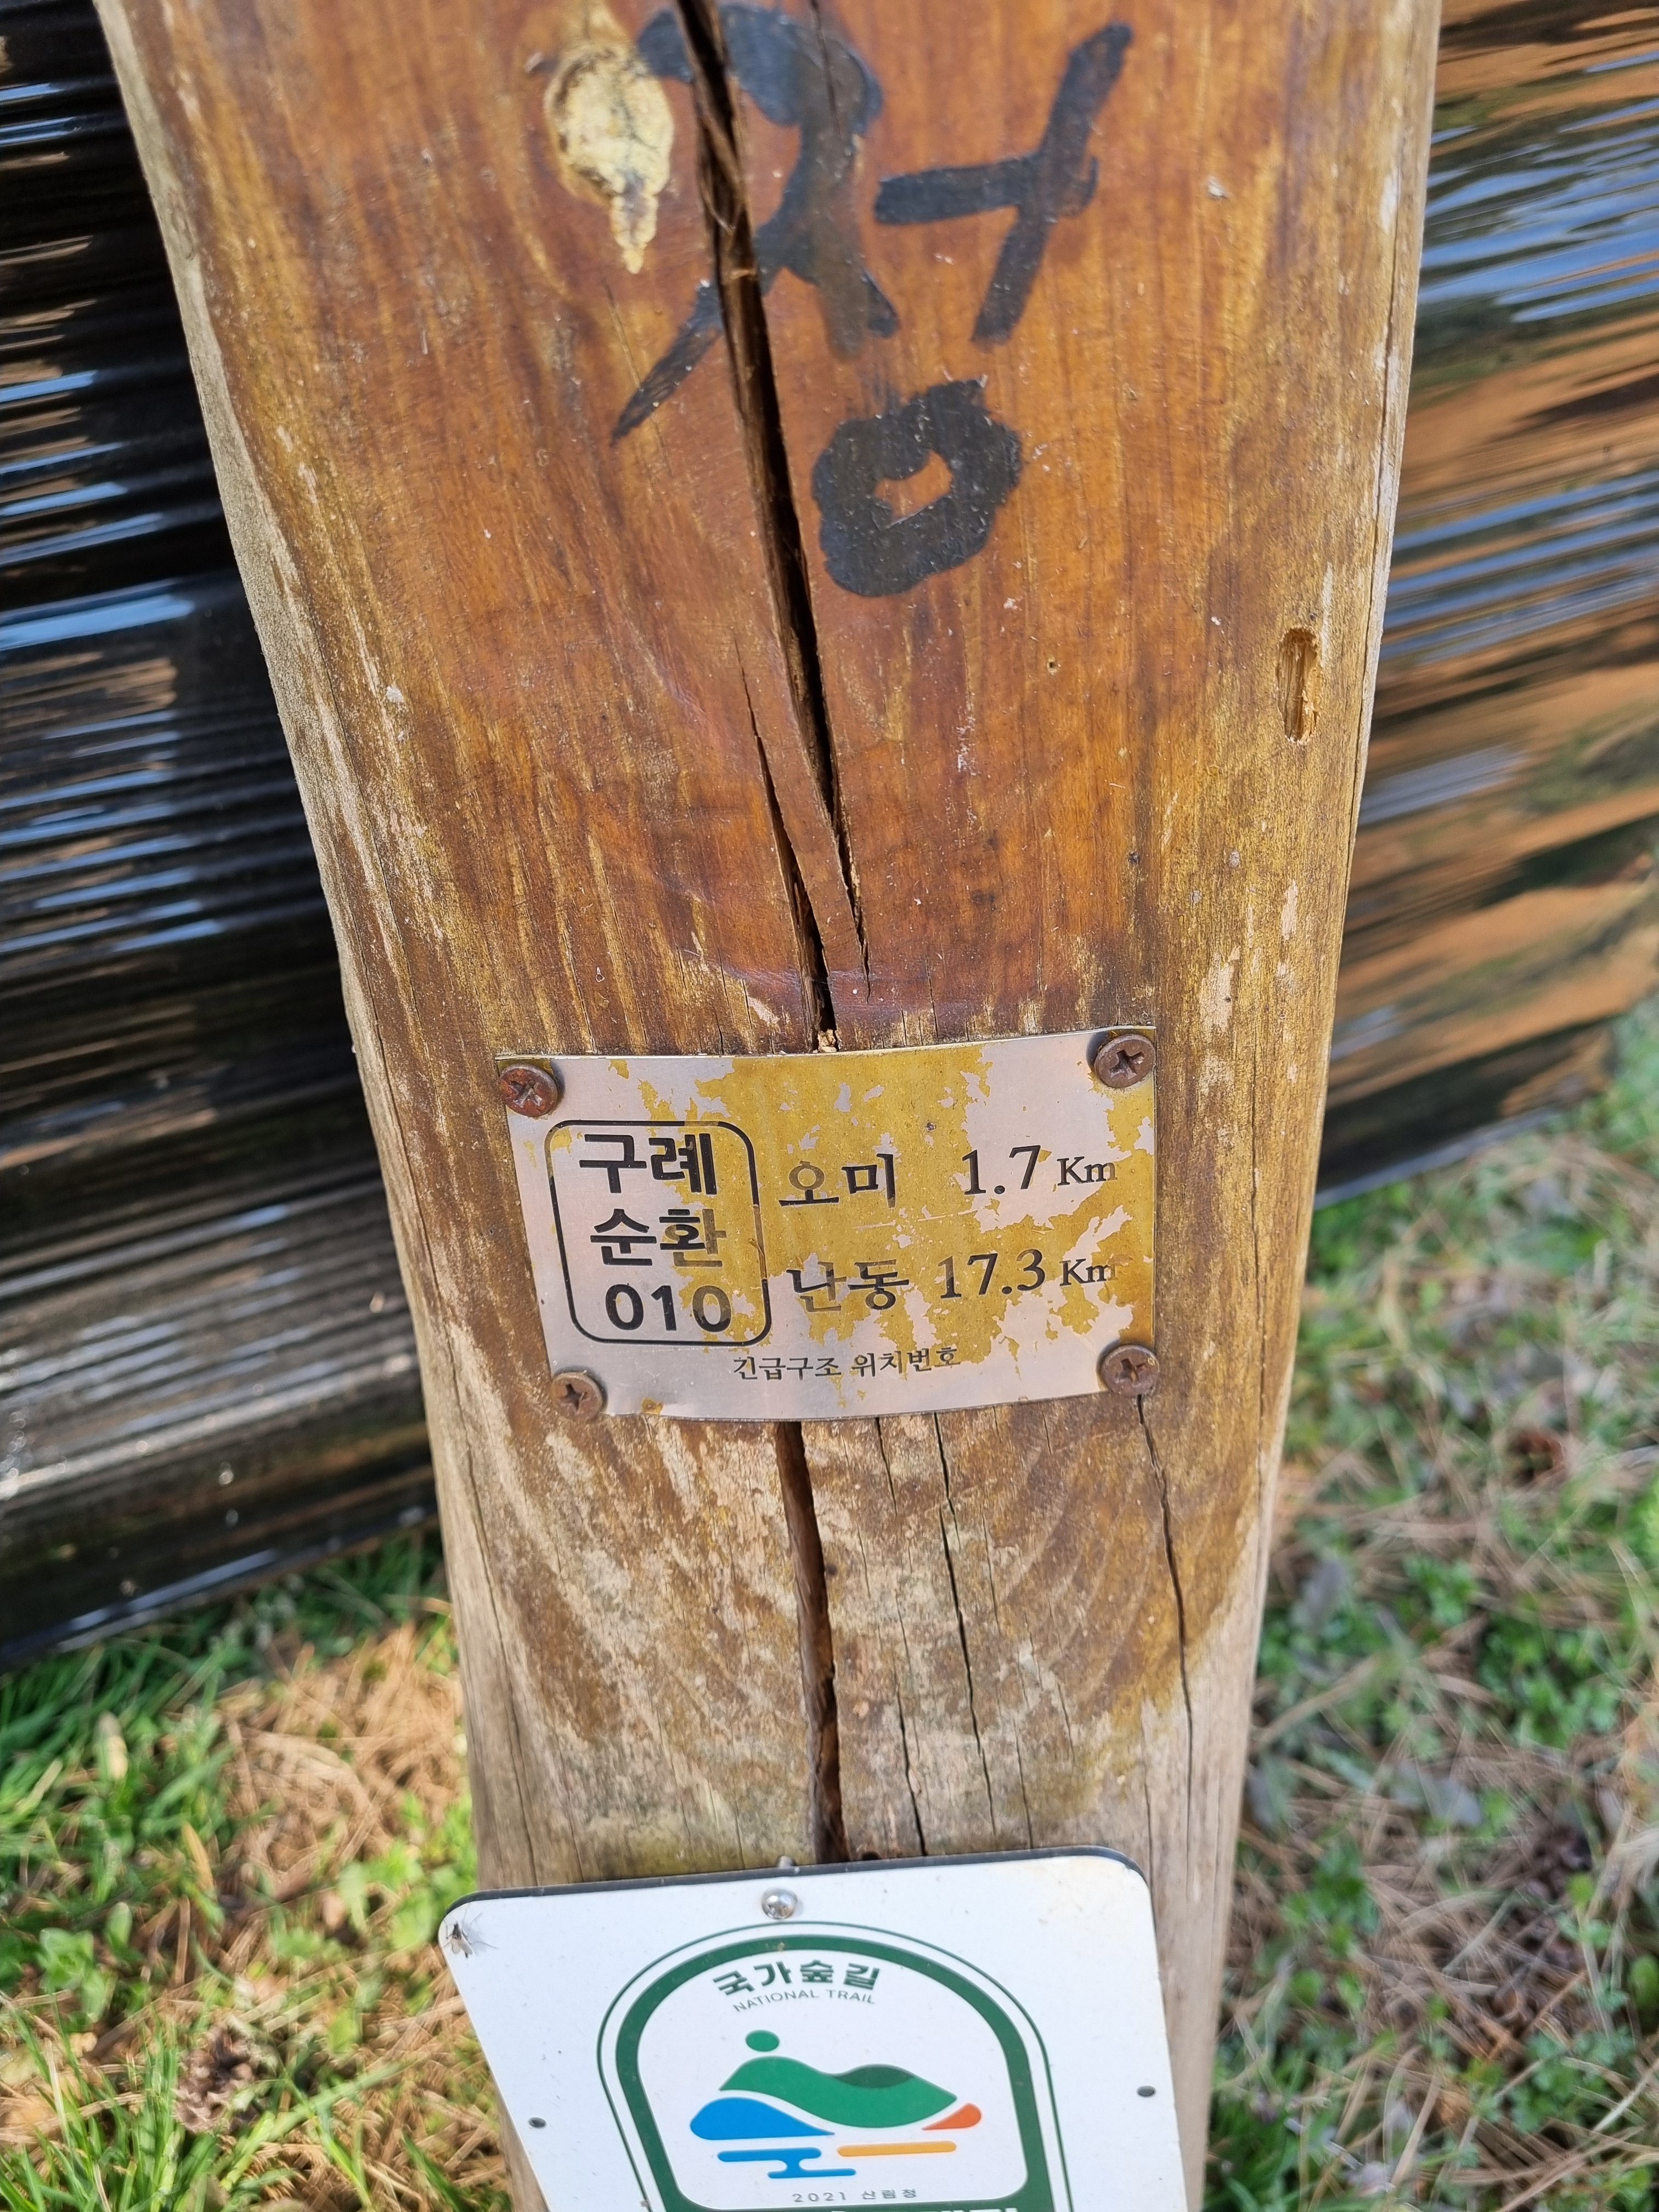 정
구례
순환
010
오미 1.7 Km
난동 17.3 Km
긴급구조 위치번호
국가숲길
NATIONAL TRAIL
2021 산림청